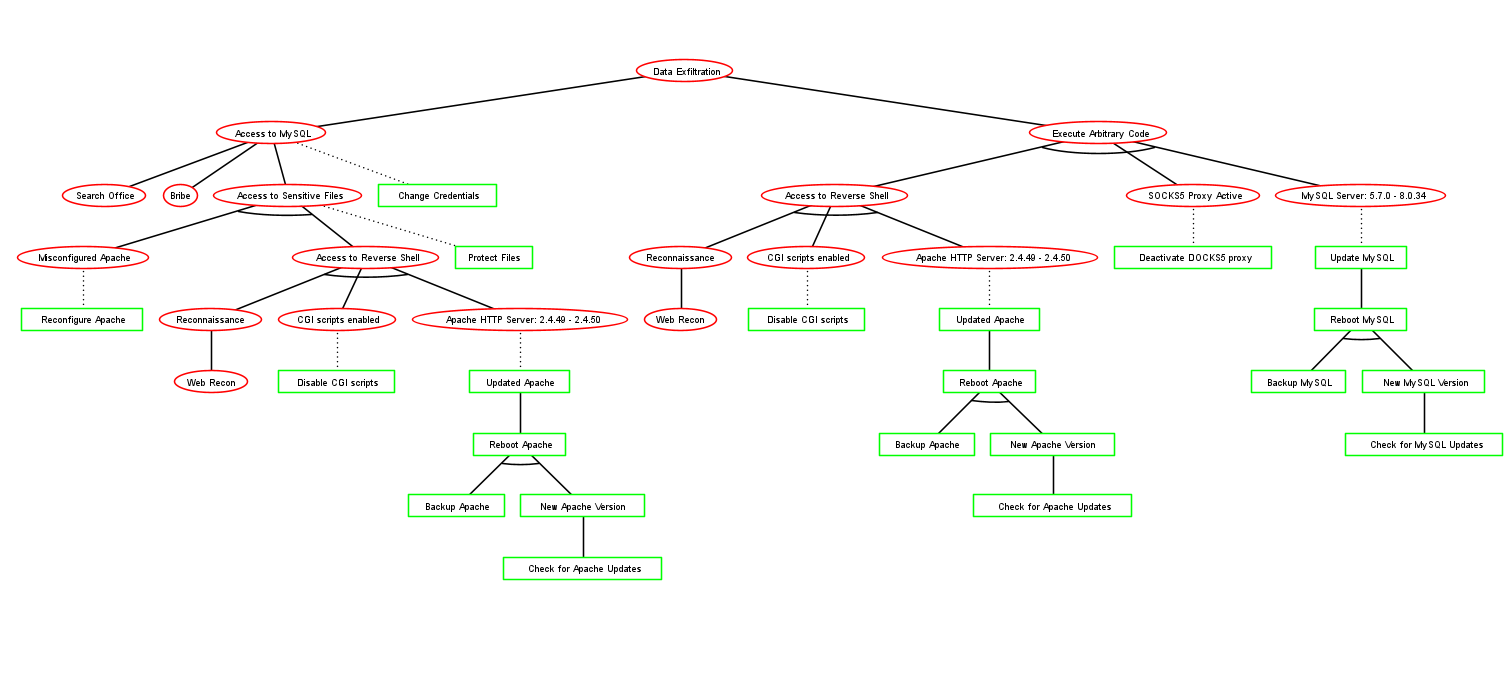 Data Exfiltration
Access to MySQL
Execute Arbitrary Code
Search Office
Bribe
Access to Sensitive Files
Change Credentials
Access to Reverse Shell
SOCKS5 Proxy Active
MySQL Server: 5.7.0 - 8.0.34
Misconfigured Apache
Access to Reverse Shell
Protect Files
Reconnaissance
CGI scripts enabled
Apache HTTP Server: 2.4.49 - 2.4.50
Deactivate DOCKS5 proxy
Update MySQL
Reconfigure Apache
Reconnaissance
CGI scripts enabled
Apache HTTP Server: 2.4.49 - 2.4.50
Web Recon
Disable CGI scripts
Updated Apache
Reboot MySQL
Web Recon
Disable CGI scripts
Updated Apache
Reboot Apache
Backup MySQL
New MySQL Version
Reboot Apache
Backup Apache
New Apache Version
Check for MySQL Updates
Backup Apache
New Apache Version
Check for Apache Updates
Check for Apache Updates